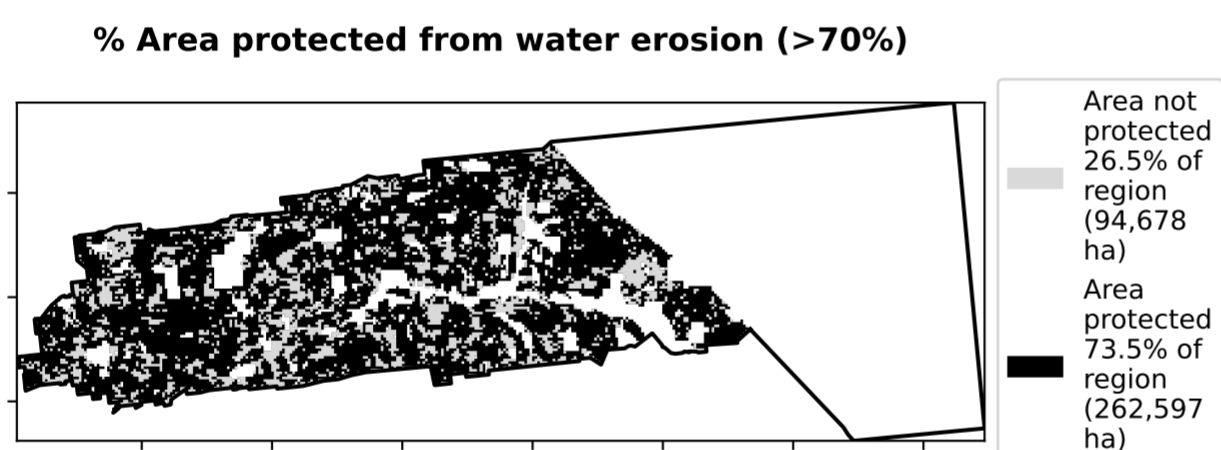 % Area protected from water erosion (>70%)
Area not
protected
26.5% of
region
(94,678
ha)
Area
protected
73.5% of
region
(262,597
ha)